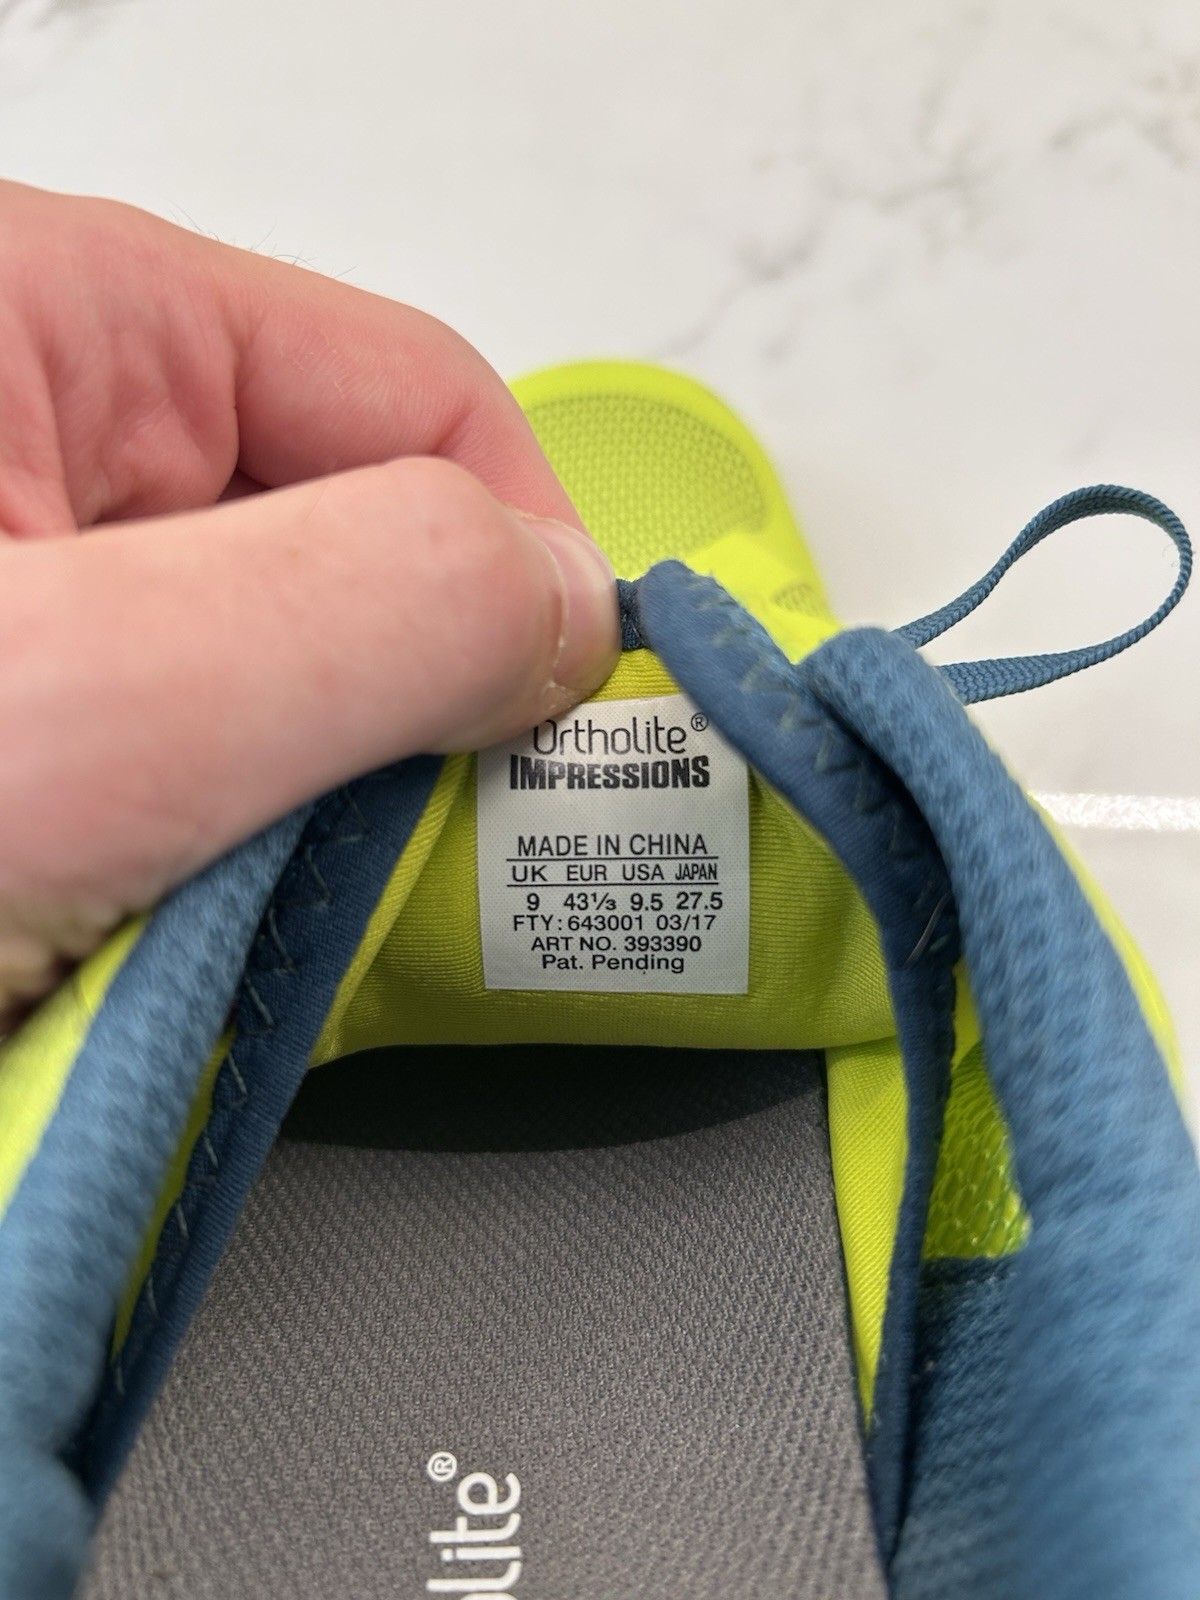 Ortholite®
IMPRESSIONS
MADE IN CHINA
UK EUR USA JAPAN
9 43⅓ 9.5 27.5
FTY: 643001 03/17
ART NO. 393390
Pat. Pending
olite®